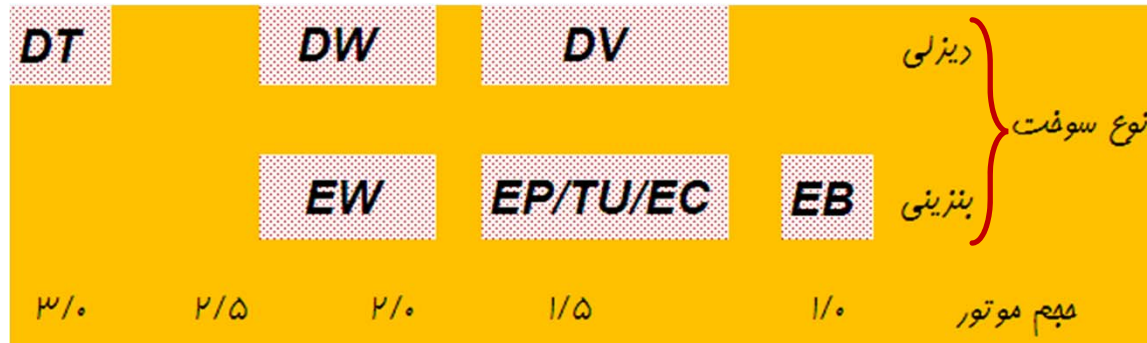 دیزلی DV DW DT
نوع سوخت
بنزینی EB EP/TU/EC EW
حجم موتور ۱/۰ ۱/۵ ۲/۰ ۲/۵ ۳/۰